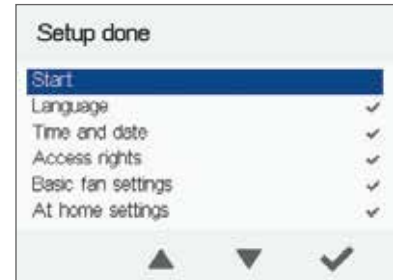 Setup done
Start
Language
Time and date
Access rights
Basic fan settings
At home settings